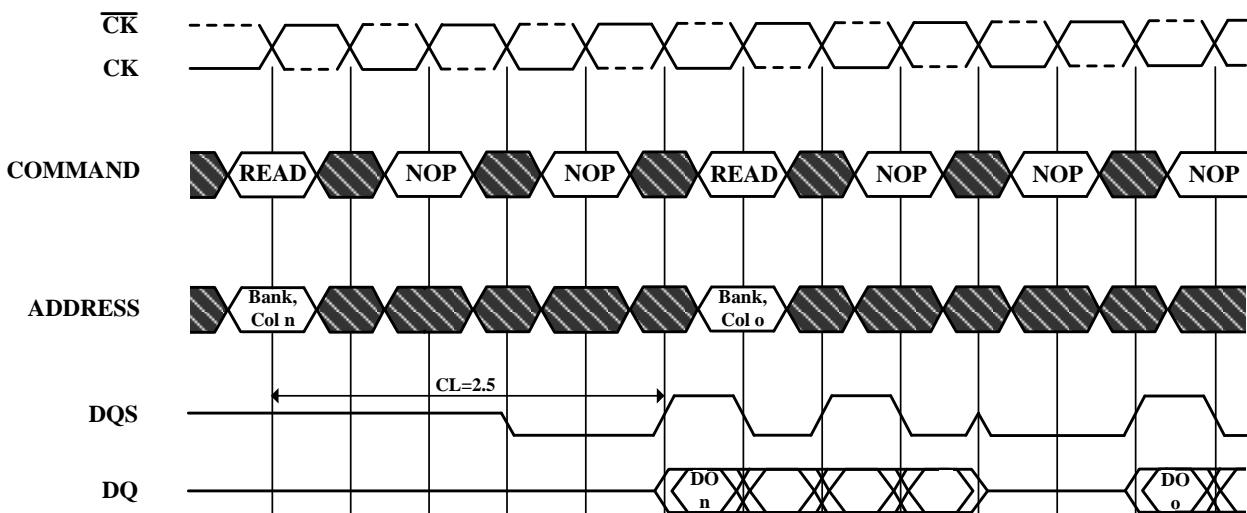 CK
CK
COMMAND
READ NOP NOP READ NOP NOP NOP
ADDRESS
Bank,
Col n
Bank,
Col o
CL=2.5
DQS
DQ
DO
n
DO
o